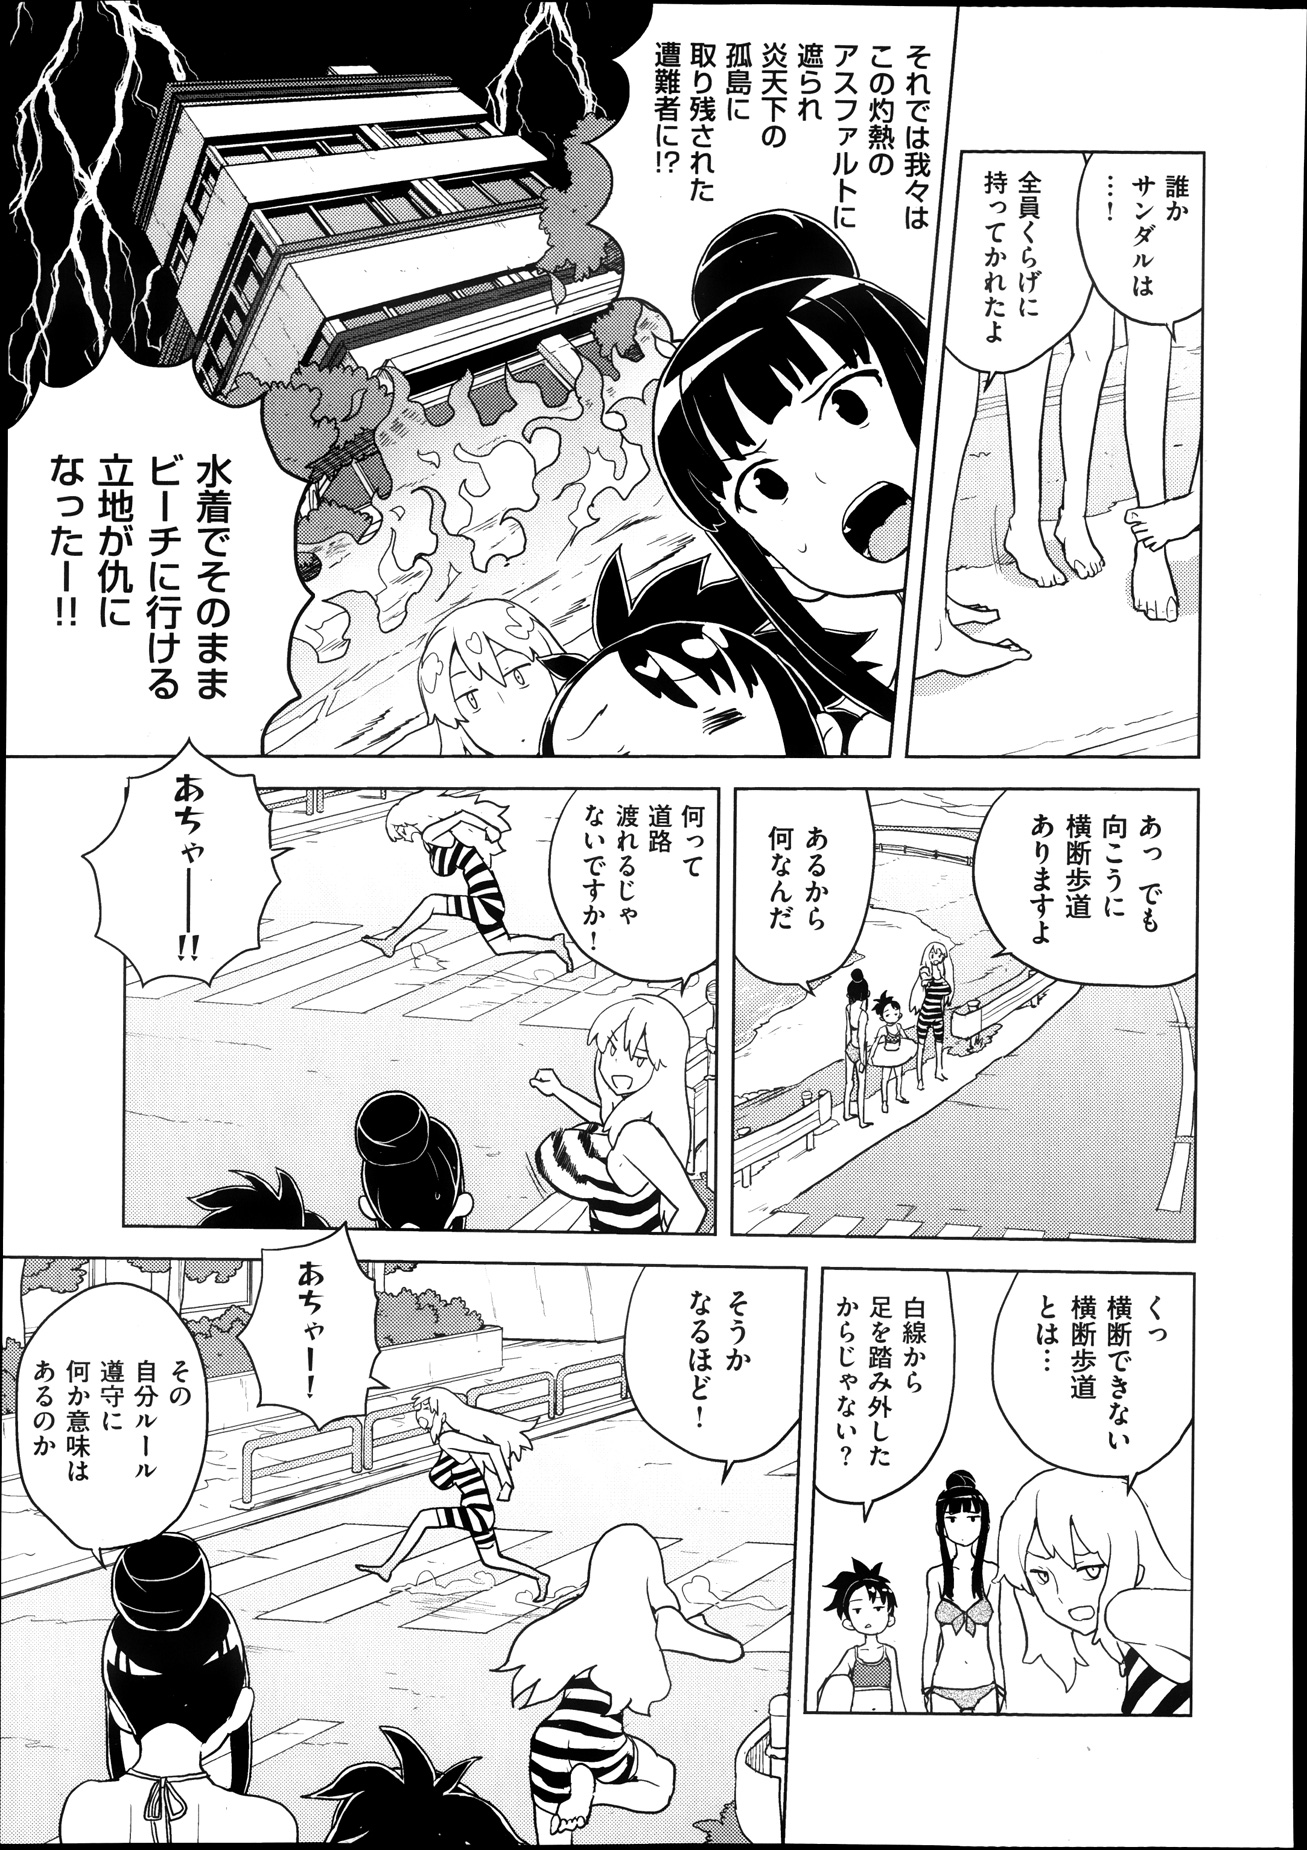 誰か
サンダルは
…！
全員くらげに
持ってかれたよ
それでは我々は
この灼熱の
アスファルトに
遮られ
炎天下の
孤島に
取り残された
遭難者に!?
水着でそのまま
ビーチに行ける
立地が仇に
なったー!!
あっ でも
向こうに
横断歩道
ありますよ
あるから
何なんだ
何って
道路
渡れるじゃ
ないですか！
あちゃーー!!
くっ
横断できない
横断歩道
とは…
白線から
足を踏み外した
からじゃない？
そうか
なるほど！
あちゃーー！
その
自分ルール
遵守に
何か意味は
あるのか